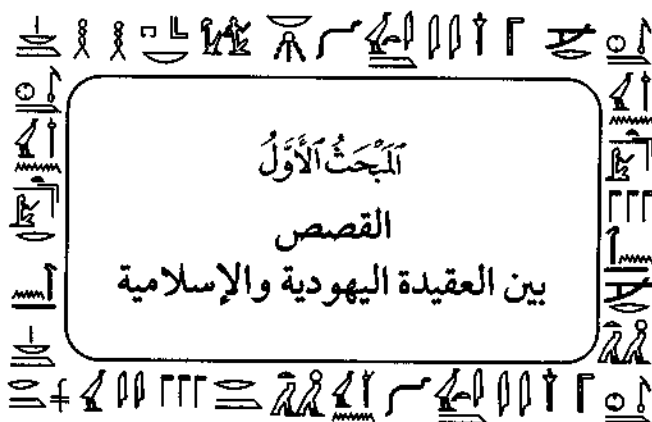 اَلْمَبْحَثُ اَلْأَوَّلُ
القصص
بين العقيدة اليهودية والإسلامية